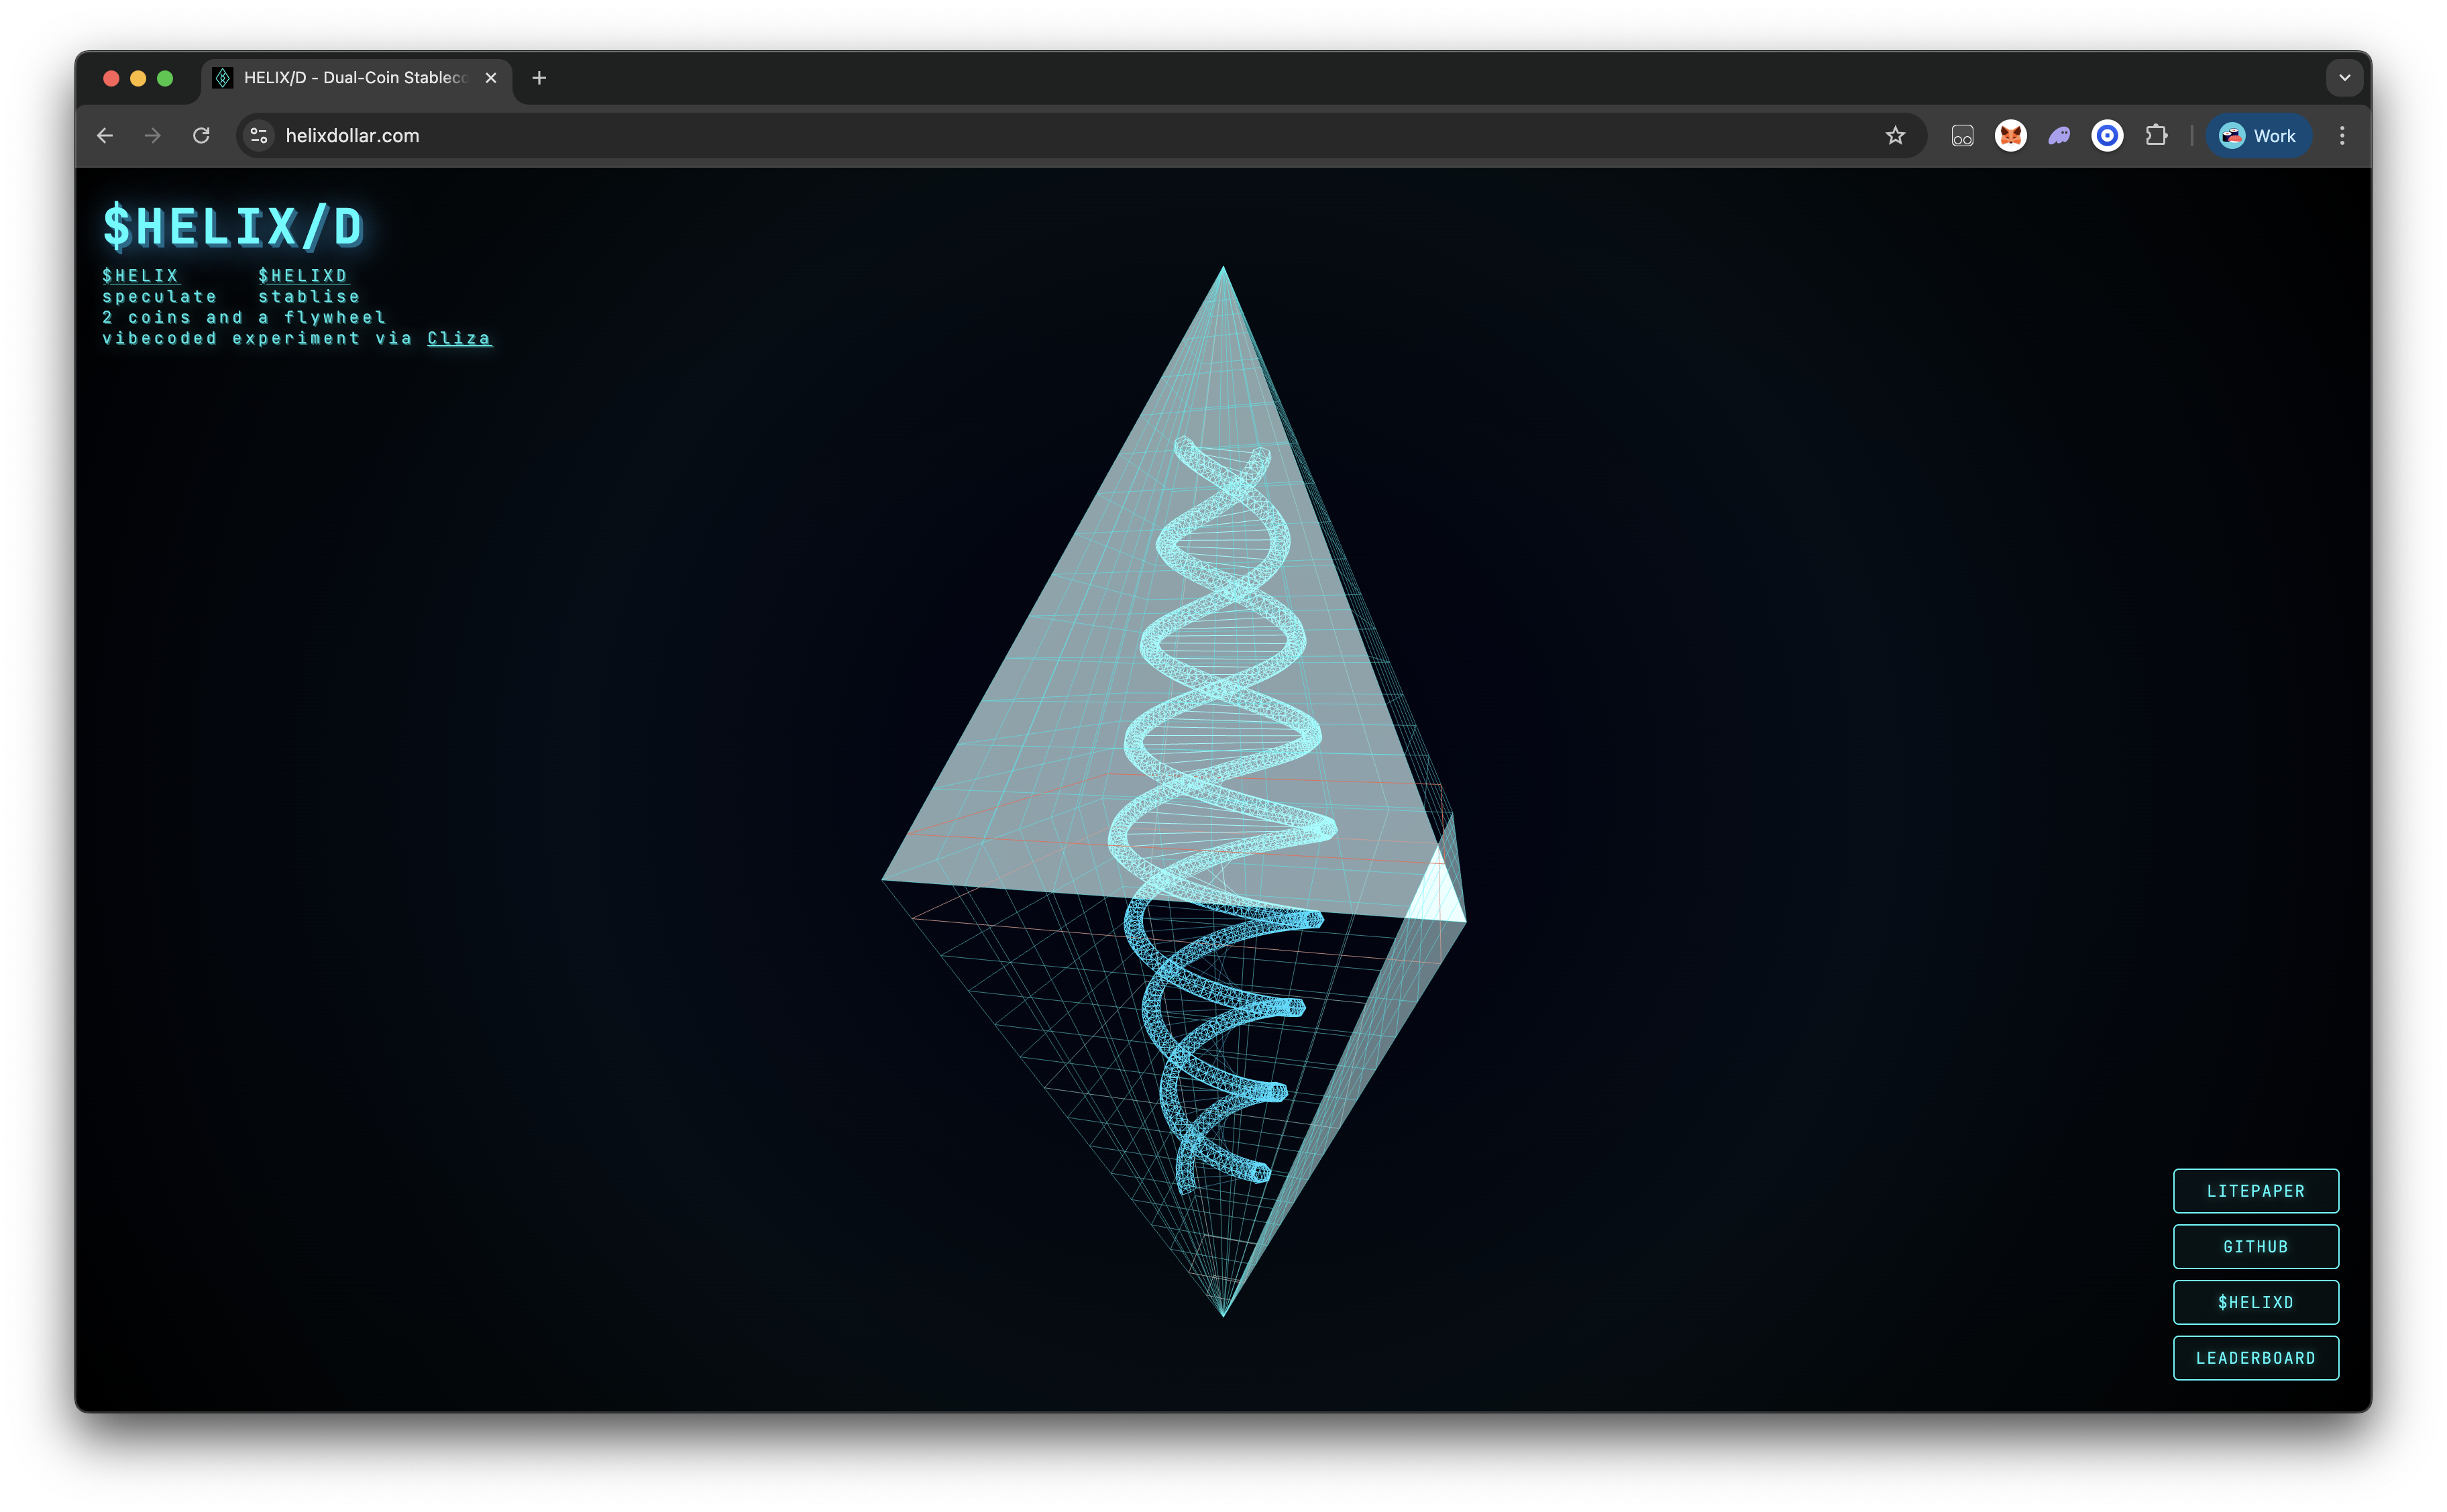 HELIX/D - Dual-Coin Stablec
helixdollar.com
Work
$HELIX/D
$HELIX $HELIXD
speculate stablise
2 coins and a flywheel
vibecoded experiment via Cliza
LITEPAPER
GITHUB
$HELIXD
LEADERBOARD